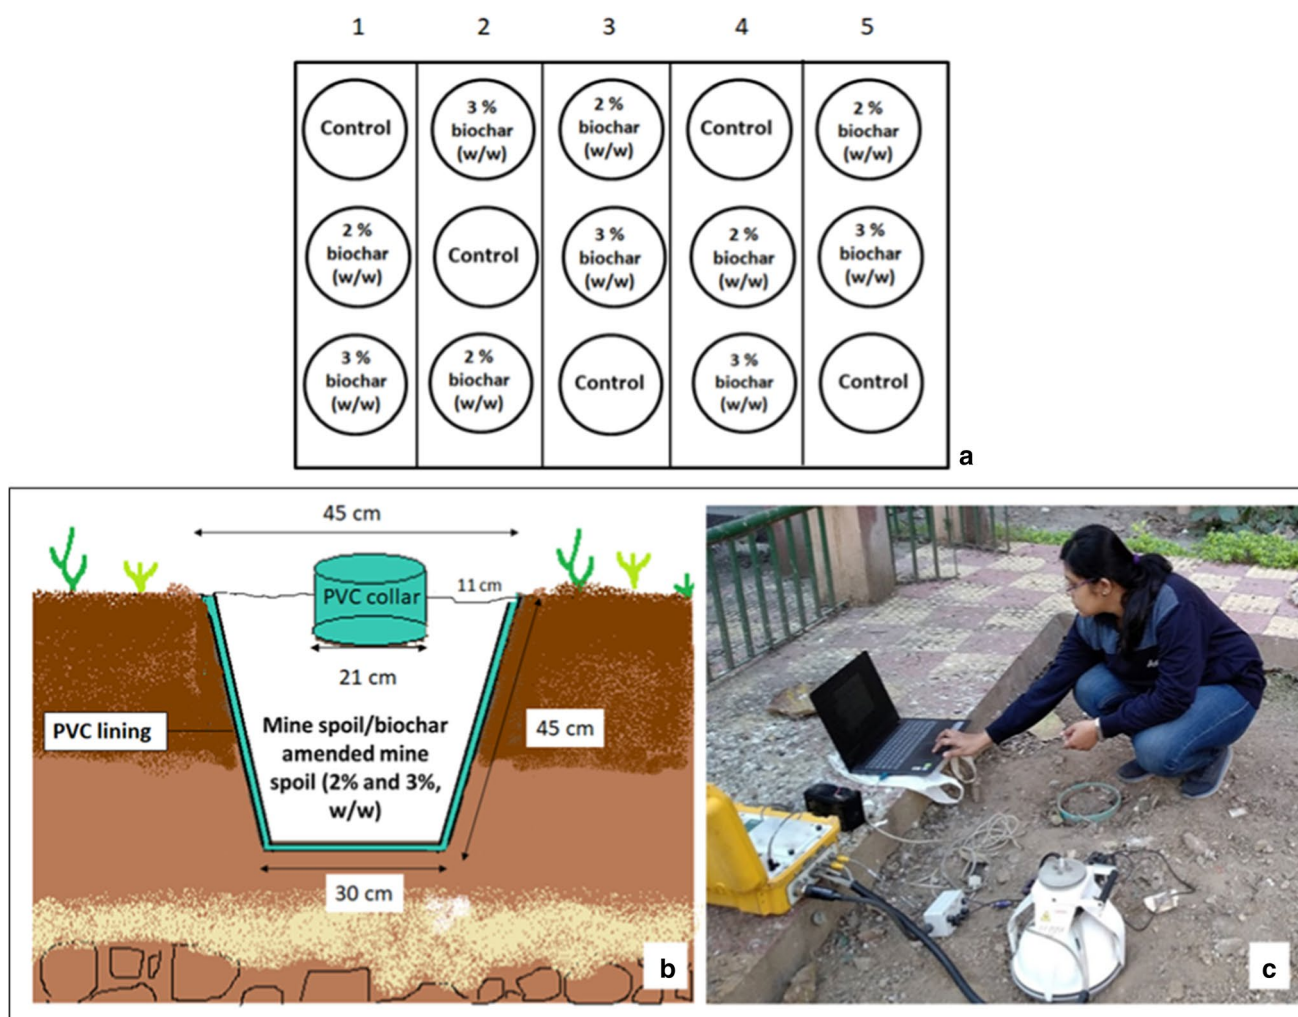 1 2 3 4 5
Control
3 %
biochar
(w/w)
2 %
biochar
(w/w)
Control
2 %
biochar
(w/w)
2 %
biochar
(w/w)
Control
3 %
biochar
(w/w)
2 %
biochar
(w/w)
3 %
biochar
(w/w)
3 %
biochar
(w/w)
2 %
biochar
(w/w)
Control
3 %
biochar
(w/w)
Control
a
45 cm
PVC collar
11 cm
21 cm
PVC lining
Mine spoil/biochar
amended mine
spoil (2% and 3%,
w/w)
45 cm
30 cm
b
c